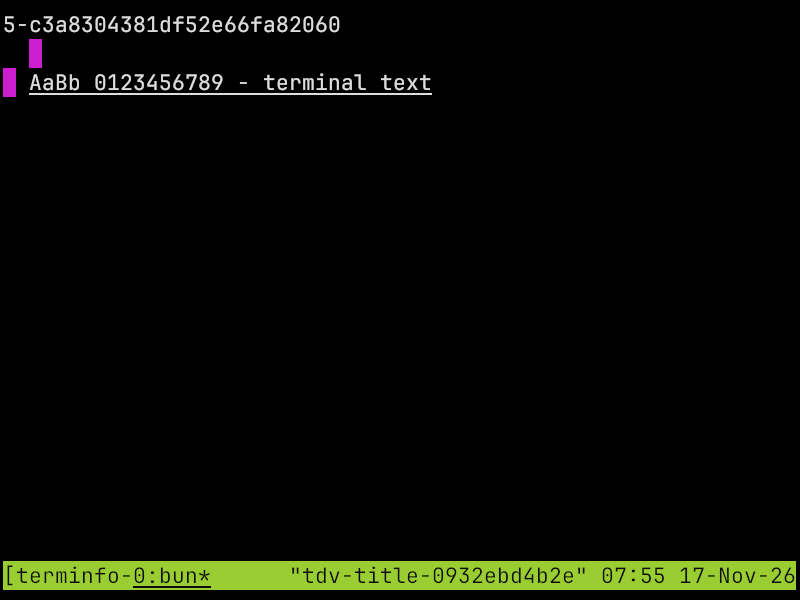 5-c3a8304381df52e66fa82060
AaBb 0123456789 - terminal text
[terminfo-0:bun*      "tdv-title-0932ebd4b2e" 07:55 17-Nov-26